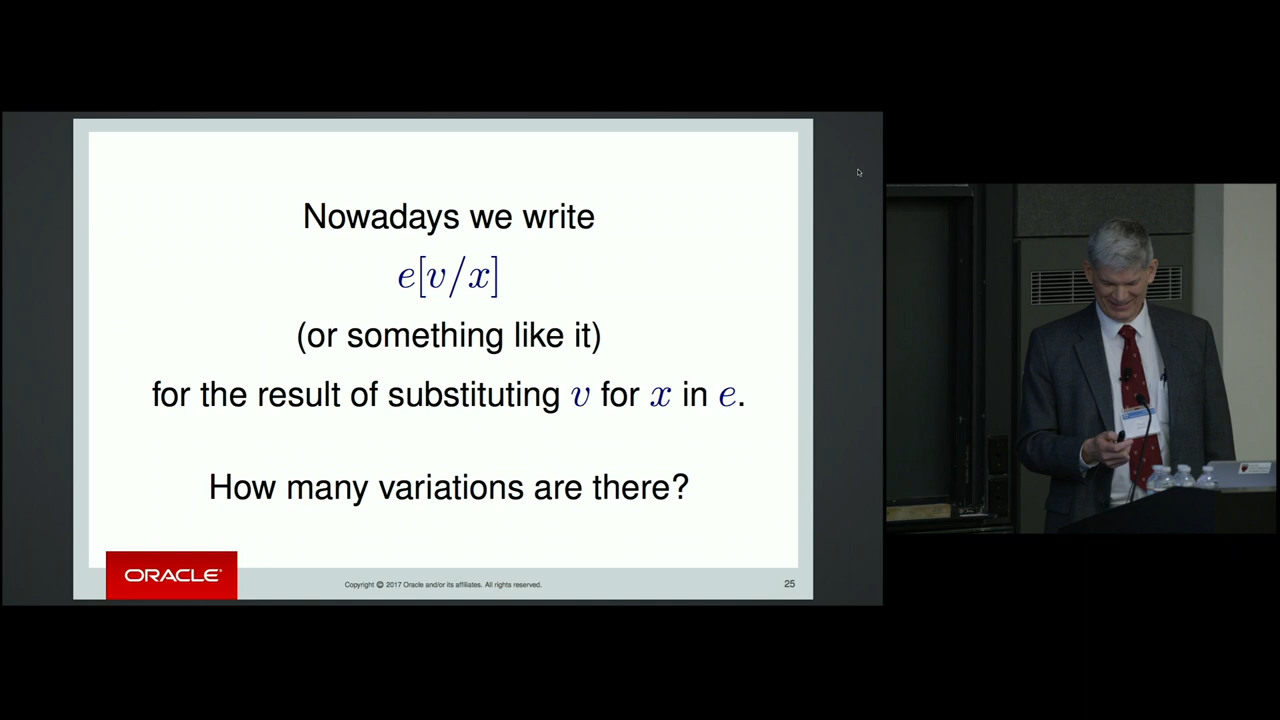 Nowadays we write
e[v/x]
(or something like it)
for the result of substituting v for x in e.
How many variations are there?
ORACLE
Copyright © 2017 Oracle and/or its affiliates. All rights reserved.
25